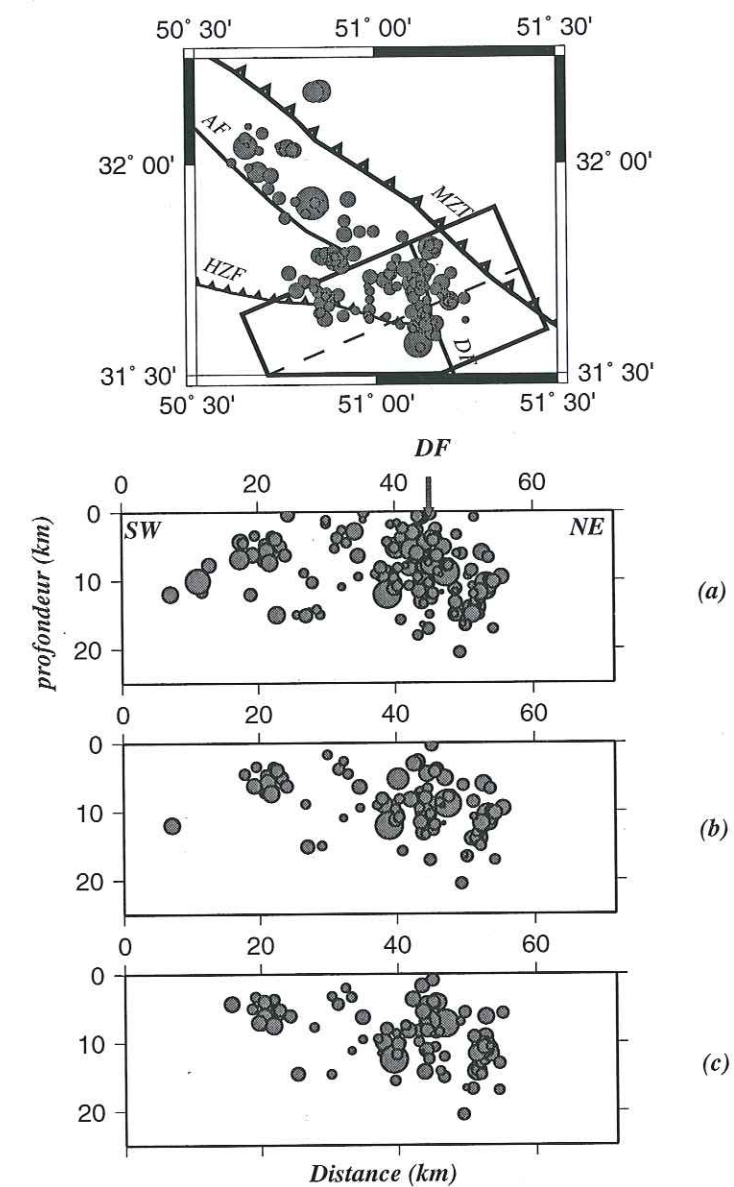 50° 30' 51° 00' 51° 30'
AF
32° 00' 32° 00'
MZT
HZF
DF
31° 30' 31° 30'
50° 30' 51° 00' 51° 30'
DF
0 20 40 60
0 SW NE
10 (a)
20
profondeur (km)
0 20 40 60
0
10 (b)
20
0 20 40 60
0
10 (c)
20
Distance (km)